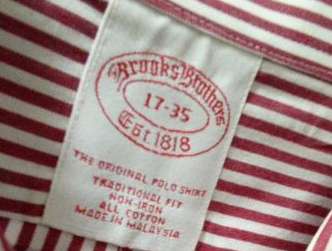 Brooks Brothers
17-35
Est. 1818
THE ORIGINAL POLO SHIRT
TRADITIONAL FIT
NON-IRON
ALL COTTON
MADE IN MALAYSIA